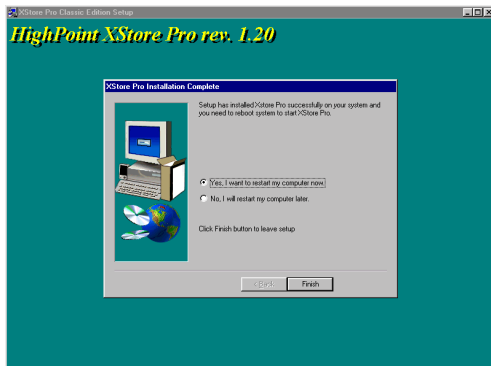 XStore Pro Classic Edition Setup
HighPoint XStore Pro rev. 1.20
XStore Pro Installation Complete
Setup has installed Xstore Pro successfully on your system and
you need to reboot system to start XStore Pro.
Yes, I want to restart my computer now.
No, I will restart my computer later.
Click Finish button to leave setup
< Back
Finish